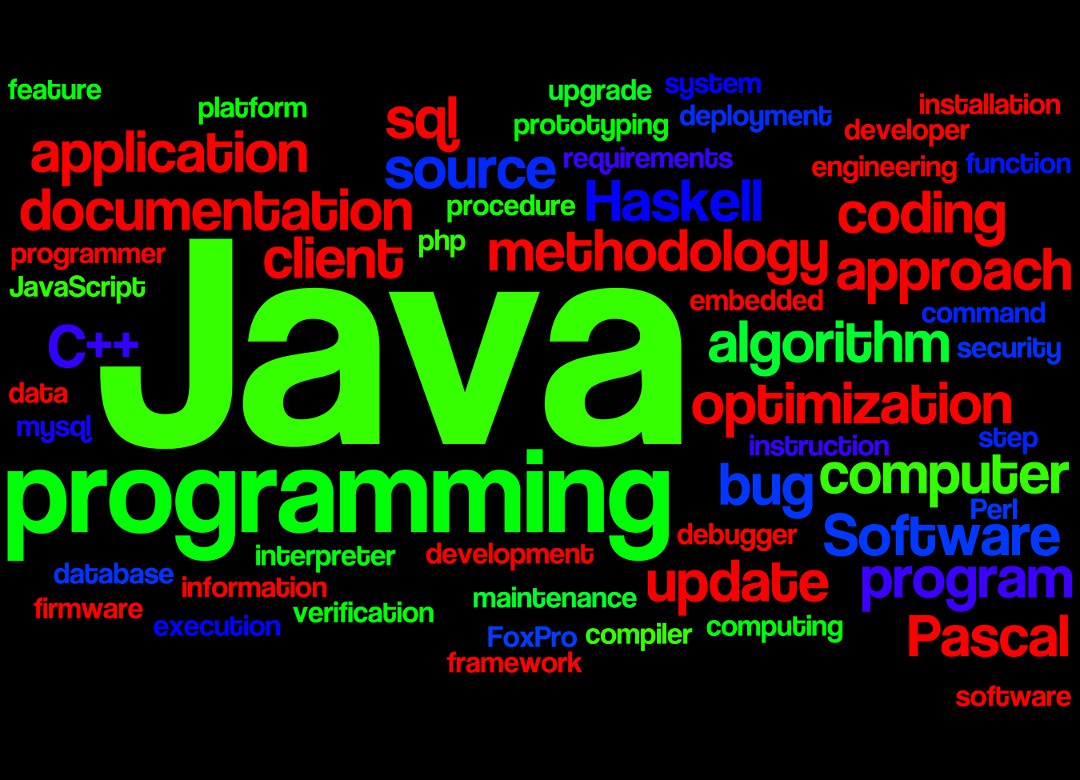 feature
platform
sql
upgrade
system
prototyping
deployment
installation
developer
application
source
requirements
engineering
function
documentation
procedure
Haskell
coding
programmer
client
php
methodology
approach
JavaScript
Java
embedded
command
C++
algorithm
security
data
optimization
mysql
instruction
step
programming
bug
computer
Perl
interpreter
development
debugger
Software
database
information
update
program
firmware
execution
verification
maintenance
FoxPro
compiler
computing
Pascal
framework
software